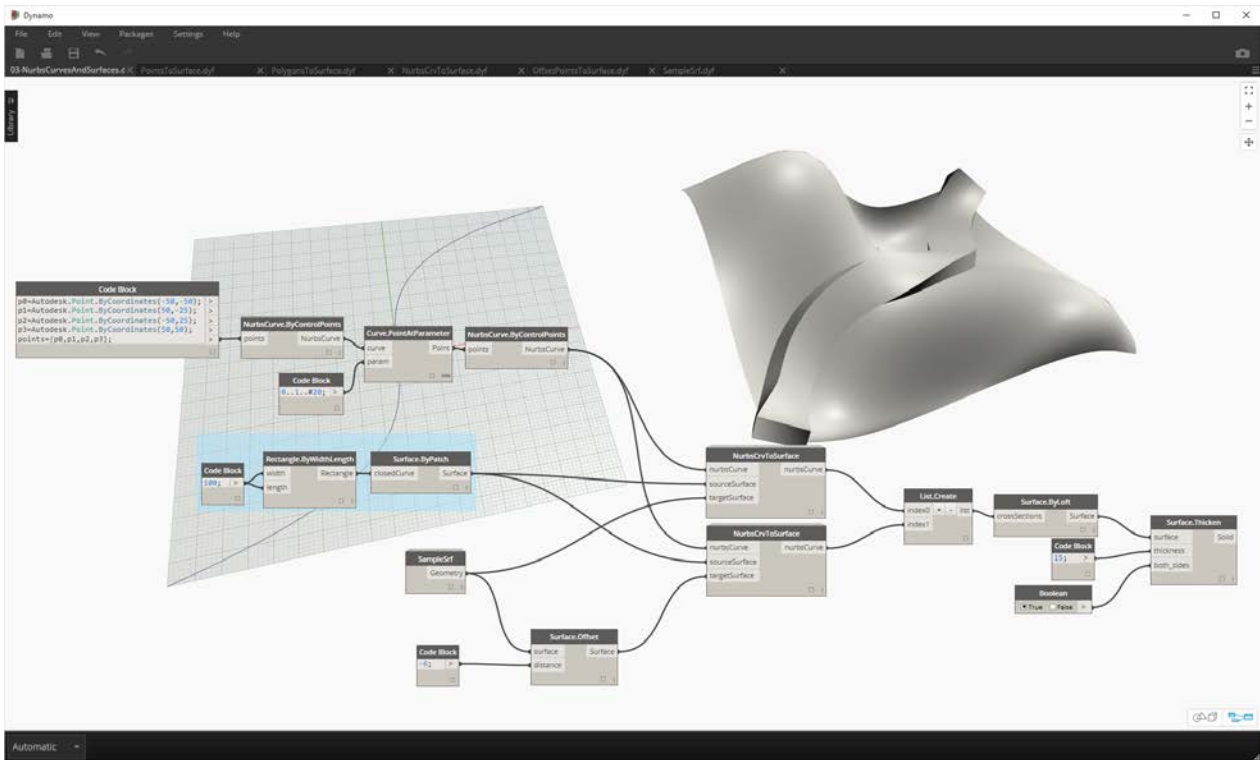 Dynamo
File Edit View Packages Settings Help
03-NurbsCurvesAndSurfaces.d PointsToSurface.dyf PolygonsToSurface.dyf NurbsCrvToSurface.dyf OffsetPointsToSurface.dyf SampleSrf.dyf
Library
Code Block
p0=Autodesk.Point.ByCoordinates(-50,-50); >
p1=Autodesk.Point.ByCoordinates(50,-25); >
p2=Autodesk.Point.ByCoordinates(-50,25); >
p3=Autodesk.Point.ByCoordinates(50,50); >
points={p0,p1,p2,p3}; >
NurbsCurve.ByControlPoints
points NurbsCurve
Curve.PointAtParameter
curve Point
param
NurbsCurve.ByControlPoints
points NurbsCurve
Code Block
0..1..#20; >
Code Block
100; >
Rectangle.ByWidthLength
width Rectangle
length
Surface.ByPatch
closedCurve Surface
NurbsCrvToSurface
nurbsCurve nurbsCurve
sourceSurface
targetSurface
NurbsCrvToSurface
nurbsCurve nurbsCurve
sourceSurface
targetSurface
SampleSrf
Geometry
Code Block
-6; >
Surface.Offset
surface Surface
distance
List.Create
index0 + - list
index1
Surface.ByLoft
crossSections Surface
Code Block
15; >
Boolean
True False >
Surface.Thicken
surface Solid
thickness
both_sides
Automatic